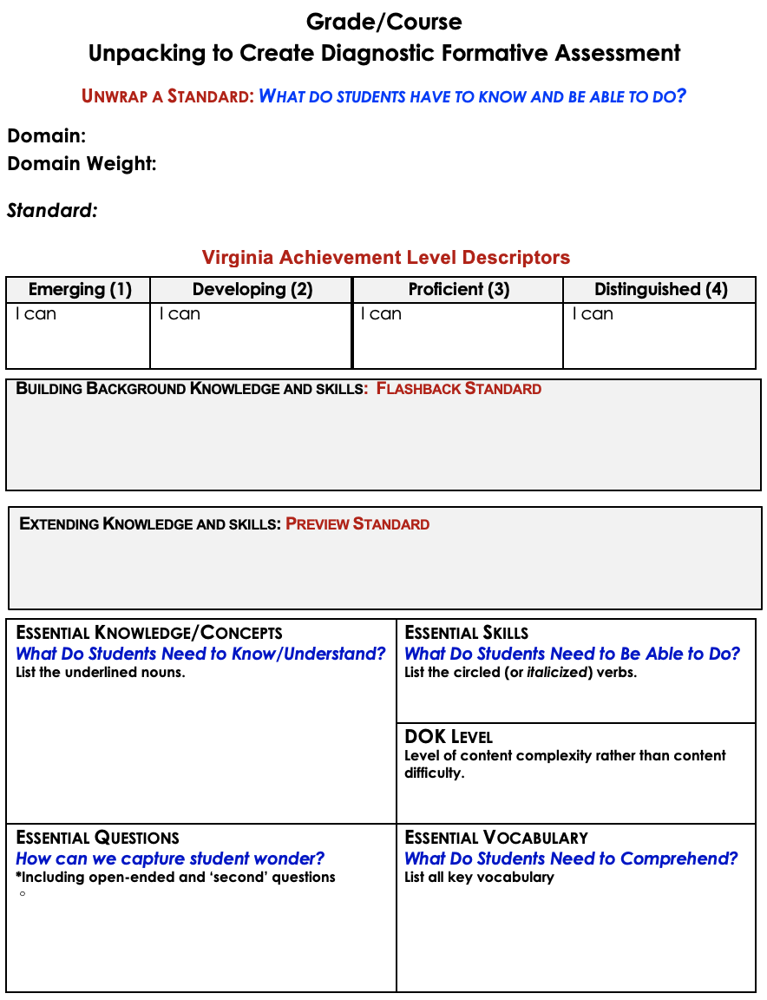 Grade/Course
Unpacking to Create Diagnostic Formative Assessment
UNWRAP A STANDARD: WHAT DO STUDENTS HAVE TO KNOW AND BE ABLE TO DO?
Domain:
Domain Weight:
Standard:
Virginia Achievement Level Descriptors
Emerging (1) Developing (2) Proficient (3) Distinguished (4)
I can I can I can I can
BUILDING BACKGROUND KNOWLEDGE AND SKILLS: FLASHBACK STANDARD
EXTENDING KNOWLEDGE AND SKILLS: PREVIEW STANDARD
ESSENTIAL KNOWLEDGE/CONCEPTS
What Do Students Need to Know/Understand?
List the underlined nouns.
ESSENTIAL SKILLS
What Do Students Need to Be Able to Do?
List the circled (or italicized) verbs.
DOK LEVEL
Level of content complexity rather than content
difficulty.
ESSENTIAL QUESTIONS
How can we capture student wonder?
*Including open-ended and ‘second’ questions
ESSENTIAL VOCABULARY
What Do Students Need to Comprehend?
List all key vocabulary